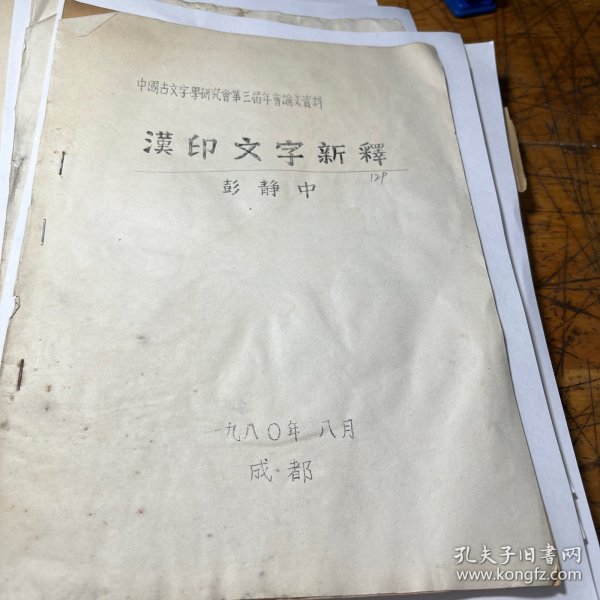 中國古文字學研究會第三屆年會論文資料
漢印文字新釋
彭静中
12P
一九八〇年 八月
成·都
孔夫子旧书网
www.kongfz.com